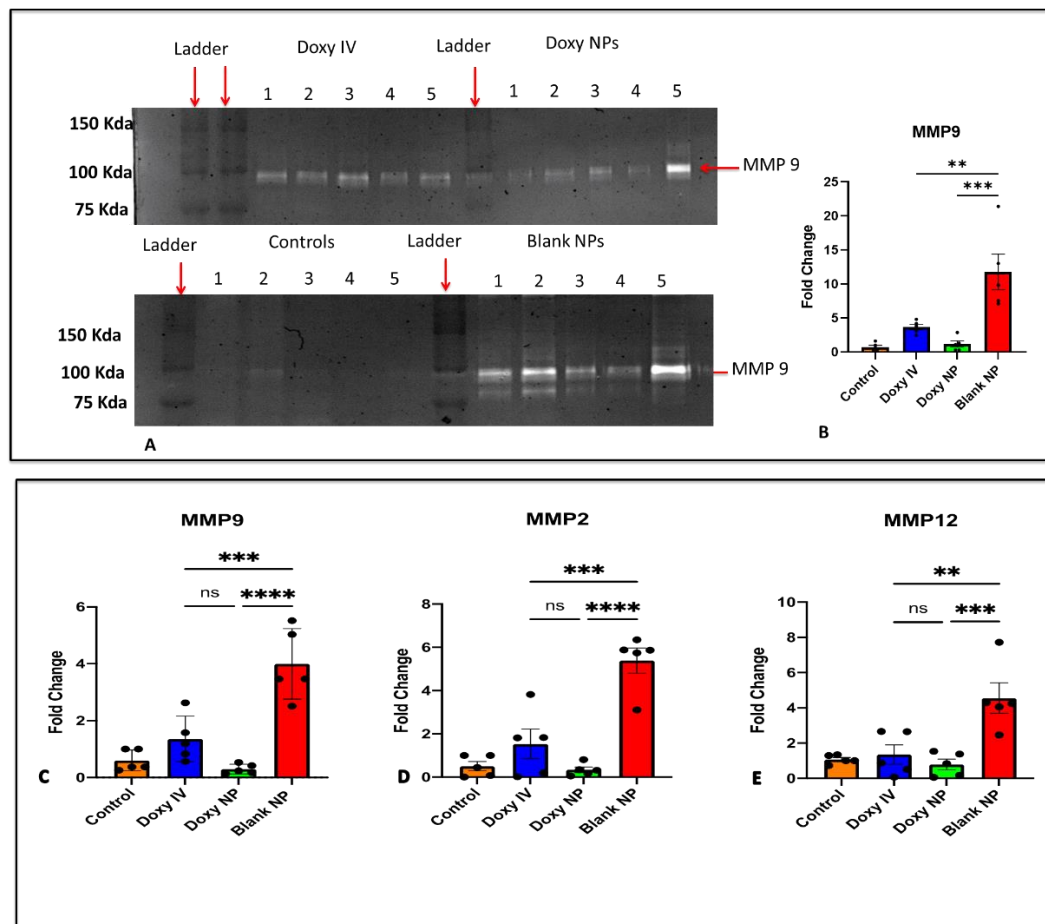 Ladder Doxy IV Ladder Doxy NPs
1 2 3 4 5 1 2 3 4 5
150 Kda
100 Kda
75 Kda
MMP 9
Ladder Controls Ladder Blank NPs
1 2 3 4 5 1 2 3 4 5
150 Kda
100 Kda
75 Kda
MMP 9
A
MMP9
**
***
Fold Change
25
20
15
10
5
0
Control Doxy IV Doxy NP Blank NP
B
MMP9
***
ns ****
Fold Change
6
4
2
0
Control Doxy IV Doxy NP Blank NP
C
MMP2
***
ns ****
Fold Change
8
6
4
2
0
Control Doxy IV Doxy NP Blank NP
D
MMP12
**
ns ***
Fold Change
10
8
6
4
2
0
Control Doxy IV Doxy NP Blank NP
E